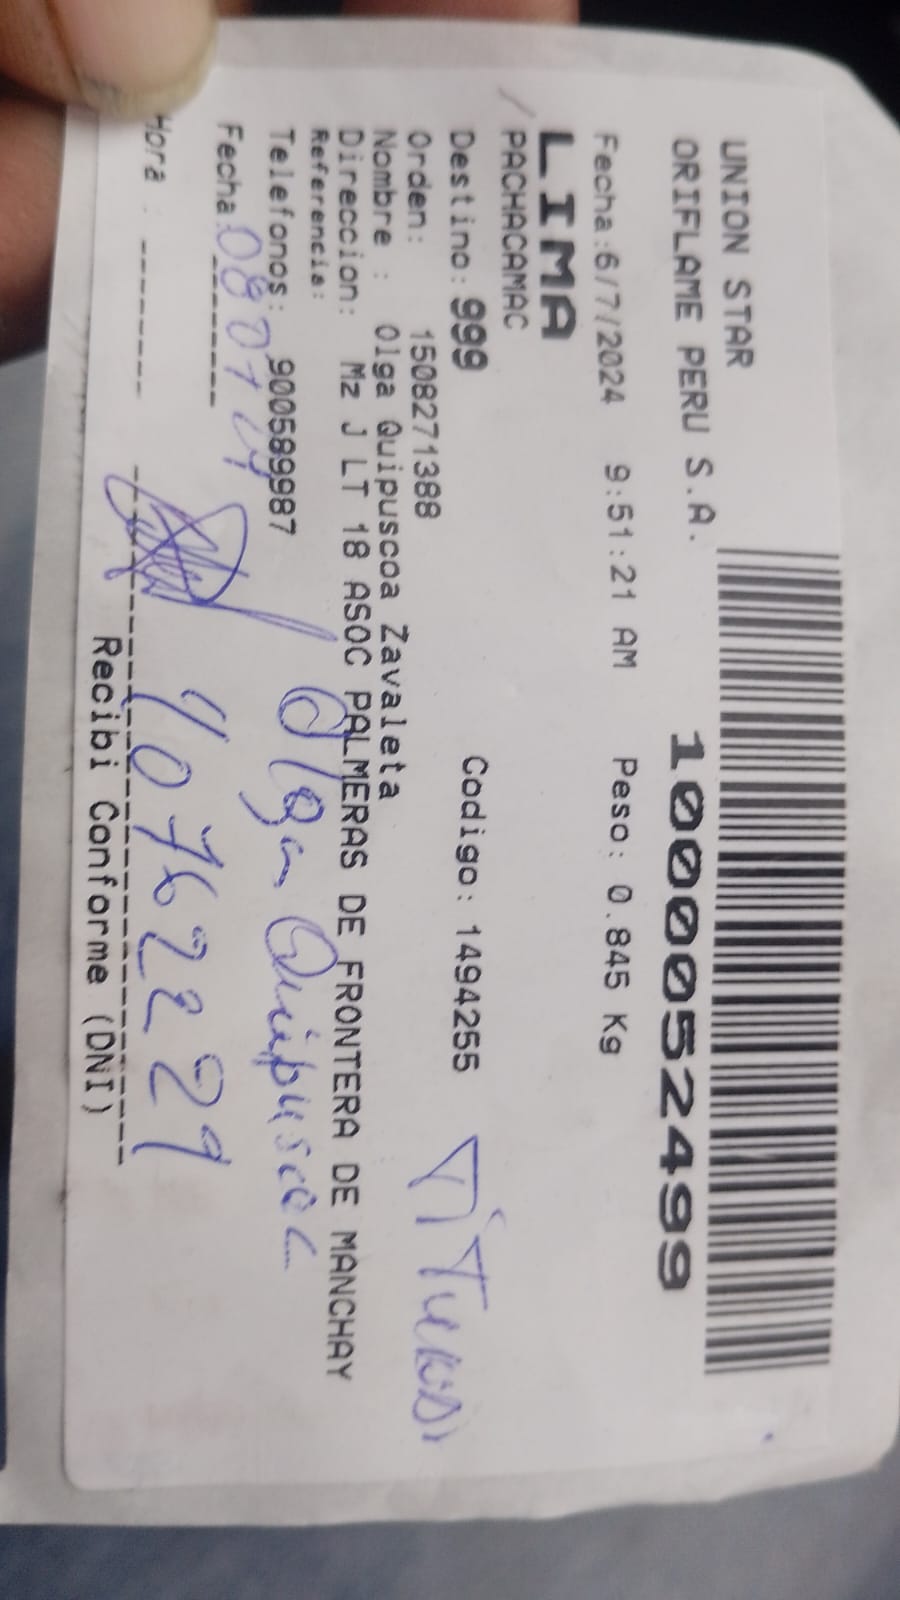 UNION STAR
ORIFLAME PERU S.A.
1000052499
Fecha:6/7/2024 9:51:21 AM Peso: 0.845 Kg
LIMA
/ PACHACAMAC
Destino: 999 Codigo: 1494255
Orden: 1508271388
Nombre : Olga Quipuscoa Zavaleta
Direccion: Mz J LT 18 ASOC PALMERAS DE FRONTERA DE MANCHAY
Referencia:
Telefonos: 900589987
Olga Quipuscoa
Fecha: 08 07 24
Hora : ------
40762221
Recibi Conforme (DNI)